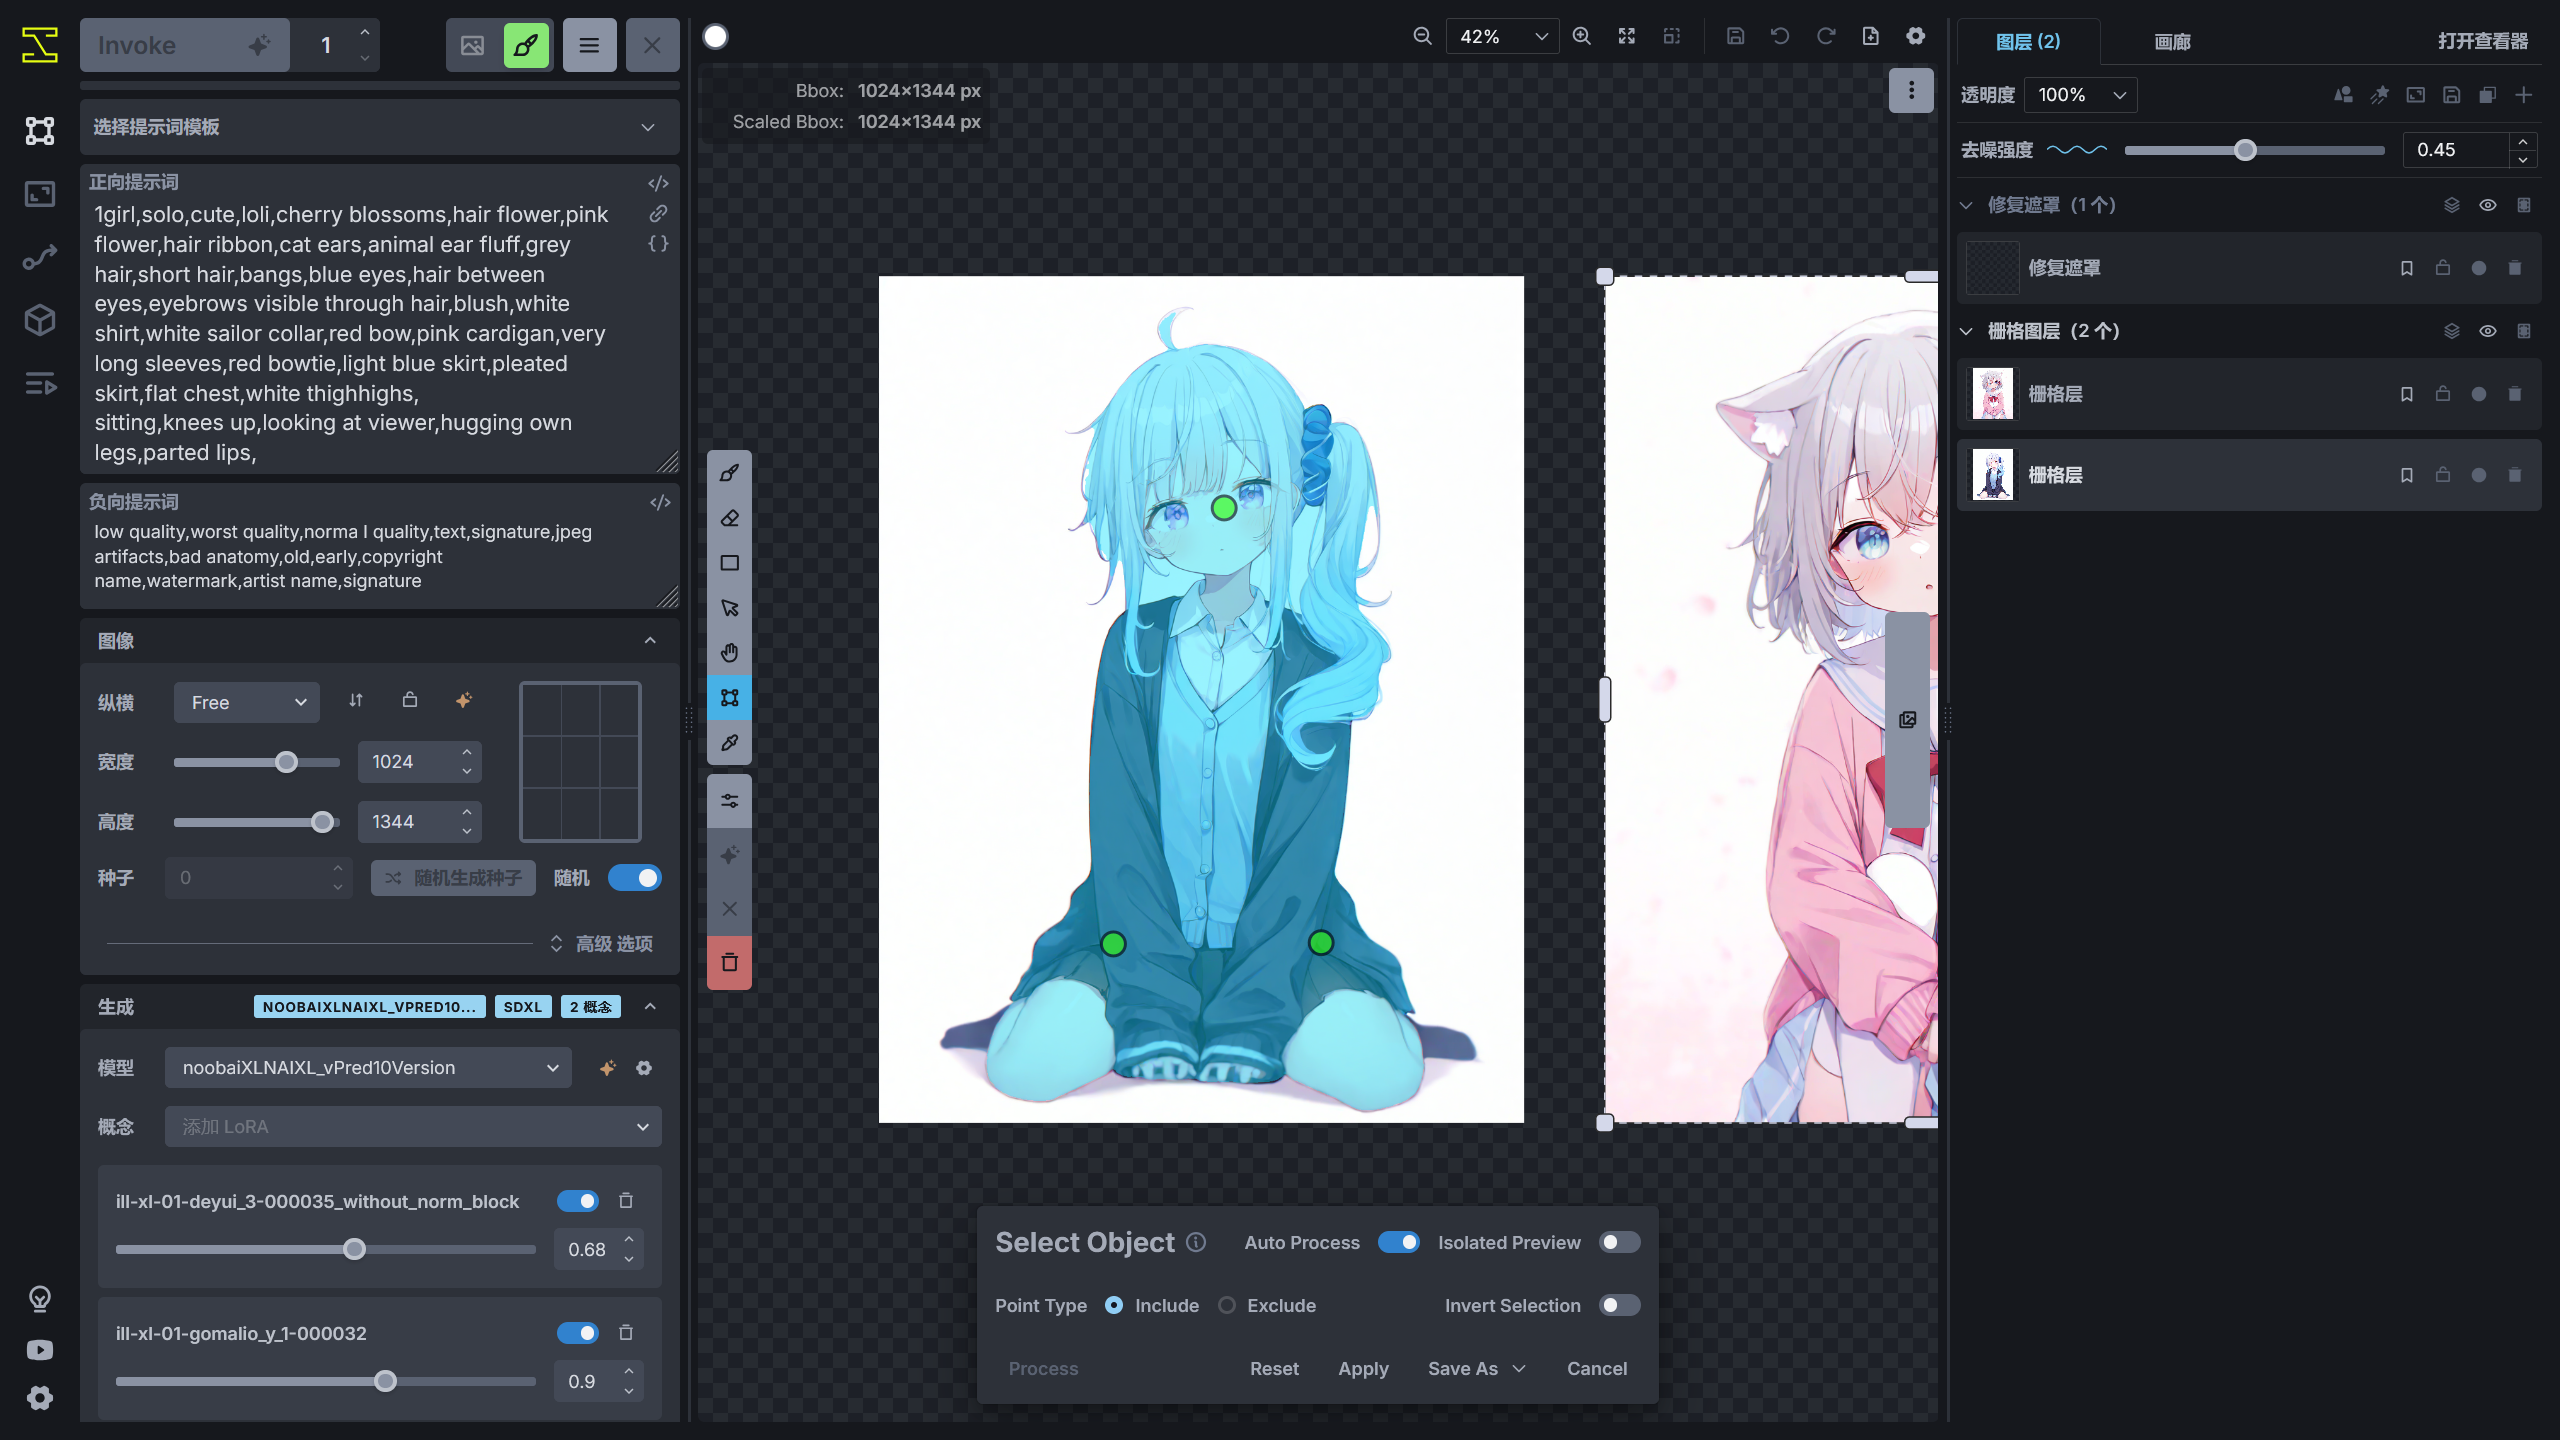 Invoke
1
选择提示词模板
正向提示词
1girl,solo,cute,loli,cherry blossoms,hair flower,pink
flower,hair ribbon,cat ears,animal ear fluff,grey
hair,short hair,bangs,blue eyes,hair between
eyes,eyebrows visible through hair,blush,white
shirt,white sailor collar,red bow,pink cardigan,very
long sleeves,red bowtie,light blue skirt,pleated
skirt,flat chest,white thighhighs,
sitting,knees up,looking at viewer,hugging own
legs,parted lips,
负向提示词
low quality,worst quality,norma l quality,text,signature,jpeg
artifacts,bad anatomy,old,early,copyright
name,watermark,artist name,signature
图像
纵横 Free
宽度 1024
高度 1344
种子 0 随机生成种子 随机
高级 选项
生成 NOOBAIXLNAIXL_VPRED10... SDXL 2 概念
模型 noobaiXLNAIXL_vPred10Version
概念 添加 LoRA
ill-xl-01-deyui_3-000035_without_norm_block
0.68
ill-xl-01-gomalio_y_1-000032
0.9
42%
Bbox: 1024×1344 px
Scaled Bbox: 1024×1344 px
Select Object Auto Process Isolated Preview
Point Type Include Exclude Invert Selection
Process Reset Apply Save As Cancel
图层 (2) 画廊 打开查看器
透明度 100%
去噪强度 0.45
修复遮罩（1 个）
修复遮罩
栅格图层（2 个）
栅格层
栅格层